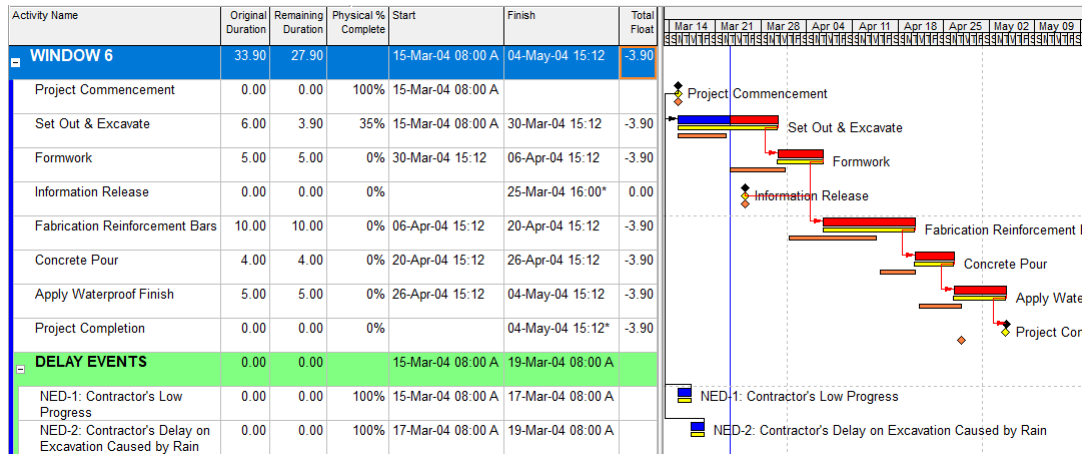 Activity Name Original Remaining Physical % Start Finish Total
Duration Duration Complete Float
Mar 14 Mar 21 Mar 28 Apr 04 Apr 11 Apr 18 Apr 25 May 02 May 09
WINDOW 6 33.90 27.90 15-Mar-04 08:00 A 04-May-04 15:12 -3.90
Project Commencement 0.00 0.00 100% 15-Mar-04 08:00 A Project Commencement
Set Out & Excavate 6.00 3.90 35% 15-Mar-04 08:00 A 30-Mar-04 15:12 -3.90 Set Out & Excavate
Formwork 5.00 5.00 0% 30-Mar-04 15:12 06-Apr-04 15:12 -3.90 Formwork
Information Release 0.00 0.00 0% 25-Mar-04 16:00* 0.00 Information Release
Fabrication Reinforcement Bars 10.00 10.00 0% 06-Apr-04 15:12 20-Apr-04 15:12 -3.90 Fabrication Reinforcement
Concrete Pour 4.00 4.00 0% 20-Apr-04 15:12 26-Apr-04 15:12 -3.90 Concrete Pour
Apply Waterproof Finish 5.00 5.00 0% 26-Apr-04 15:12 04-May-04 15:12 -3.90 Apply Wate
Project Completion 0.00 0.00 0% 04-May-04 15:12* -3.90 Project Con
DELAY EVENTS 0.00 0.00 15-Mar-04 08:00 A 19-Mar-04 08:00 A
NED-1: Contractor's Low 0.00 0.00 100% 15-Mar-04 08:00 A 17-Mar-04 08:00 A NED-1: Contractor's Low Progress
Progress
NED-2: Contractor's Delay on 0.00 0.00 100% 17-Mar-04 08:00 A 19-Mar-04 08:00 A NED-2: Contractor's Delay on Excavation Caused by Rain
Excavation Caused by Rain